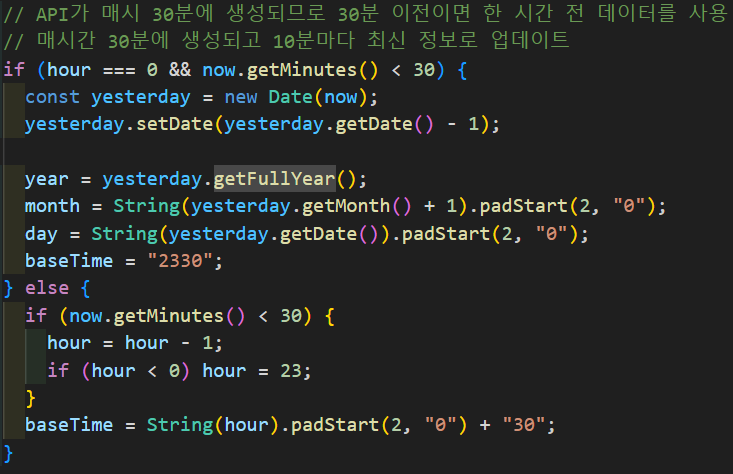 // API가 매시 30분에 생성되므로 30분 이전이면 한 시간 전 데이터를 사용
// 매시간 30분에 생성되고 10분마다 최신 정보로 업데이트
if (hour === 0 && now.getMinutes() < 30) {
  const yesterday = new Date(now);
  yesterday.setDate(yesterday.getDate() - 1);

  year = yesterday.getFullYear();
  month = String(yesterday.getMonth() + 1).padStart(2, "0");
  day = String(yesterday.getDate()).padStart(2, "0");
  baseTime = "2330";
} else {
  if (now.getMinutes() < 30) {
    hour = hour - 1;
    if (hour < 0) hour = 23;
  }
  baseTime = String(hour).padStart(2, "0") + "30";
}